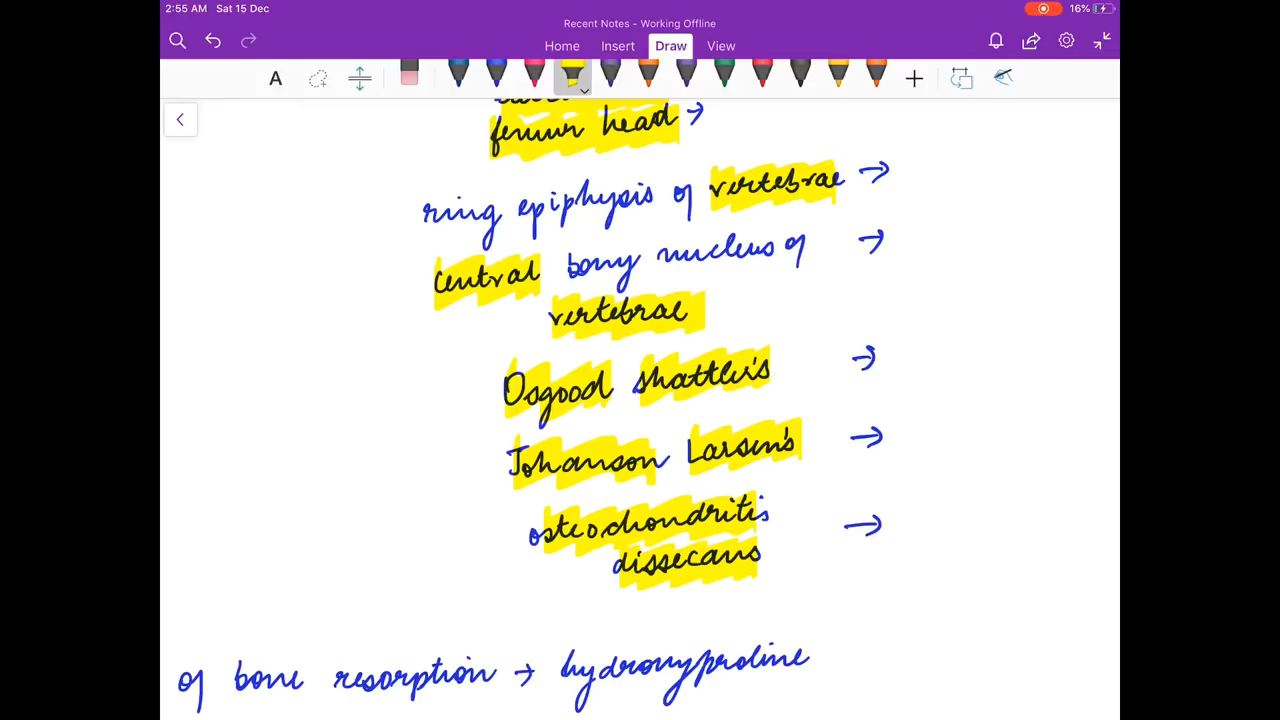 2:55 AM Sat 15 Dec
16%
Recent Notes - Working Offline
Home Insert Draw View
A
femur head →
ring epiphysis of vertebrae →
central bony nucleus of →
vertebrae
Osgood shattler's →
Johanson Larsen's →
osteochondritis →
dissecans
of bone resorption → hydroxyproline